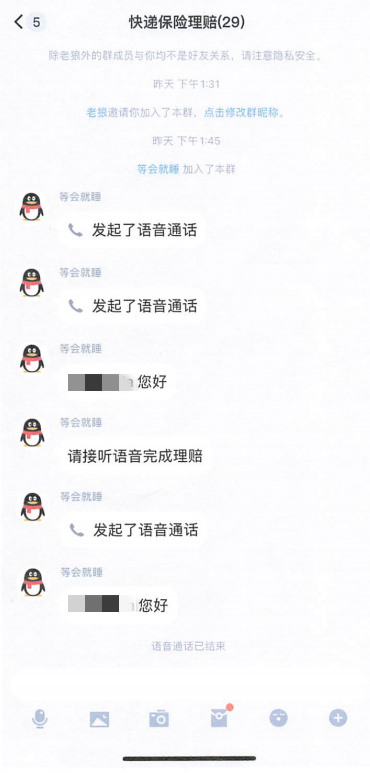 5
快递保险理赔(29)
除老狼外的群成员与你均不是好友关系，请注意隐私安全。
昨天 下午1:31
老狼邀请你加入了本群，点击修改群昵称。
昨天 下午1:45
等会就睡 加入了本群
等会就睡
发起了语音通话
等会就睡
发起了语音通话
等会就睡
您好
等会就睡
请接听语音完成理赔
等会就睡
发起了语音通话
等会就睡
您好
语音通话已结束